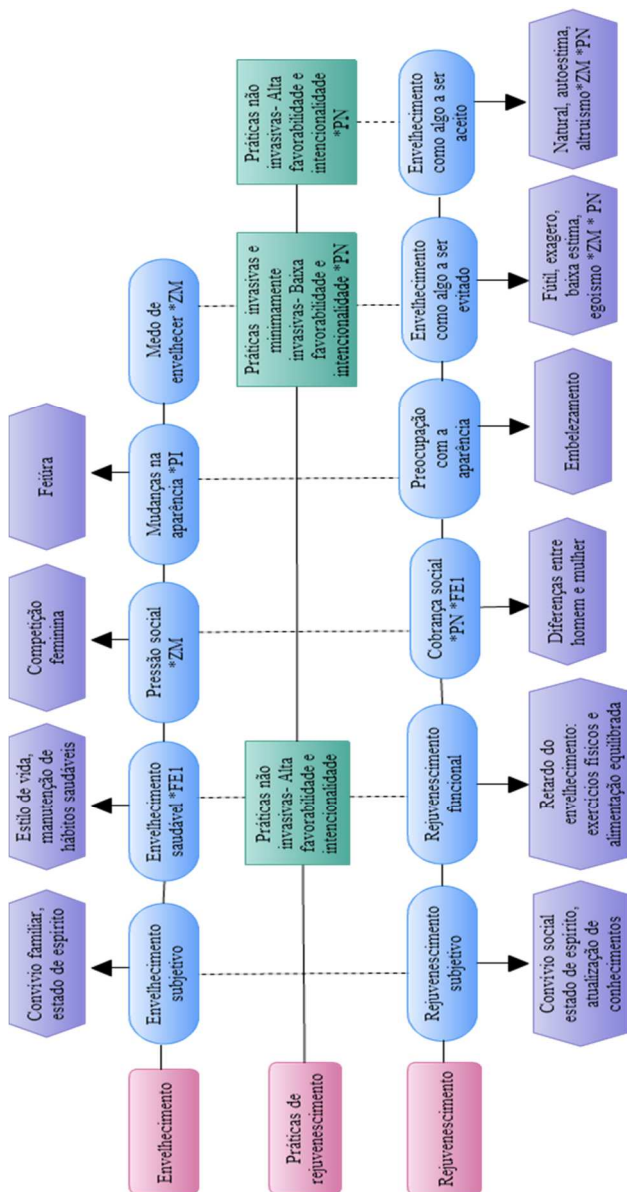 Convívio familiar,
estado de espírito
Estilo de vida,
manutenção de
hábitos saudáveis
Competição
feminina
Feiúra
Envelhecimento
Envelhecimento
subjetivo
Envelhecimento
saudável *FE1
Pressão social
*ZM
Mudanças na
aparência *PI
Medo de
envelhecer *ZM
Práticas de
rejuvenescimento
Práticas não
invasivas- Alta
favorabilidade e
intencionalidade
Práticas invasivas e
minimamente
invasivas- Baixa
favorabilidade e
intencionalidade *PN
Práticas não
invasivas- Alta
favorabilidade e
intencionalidade
*PN
Rejuvenescimento
Rejuvenescimento
subjetivo
Rejuvenescimento
funcional
Cobrança social
*PN *FE1
Preocupação
com a
aparência
Envelhecimento
como algo a ser
evitado
Envelhecimento
como algo a ser
aceito
Convívio social
estado de espírito,
atualização de
conhecimentos
Retardo do
envelhecimento:
exercícios físicos e
alimentação equilibrada
Diferenças entre
homem e mulher
Embelezamento
Fútil, exagero,
baixa estima,
egoísmo *ZM * PN
Natural, autoestima,
altruísmo*ZM *PN